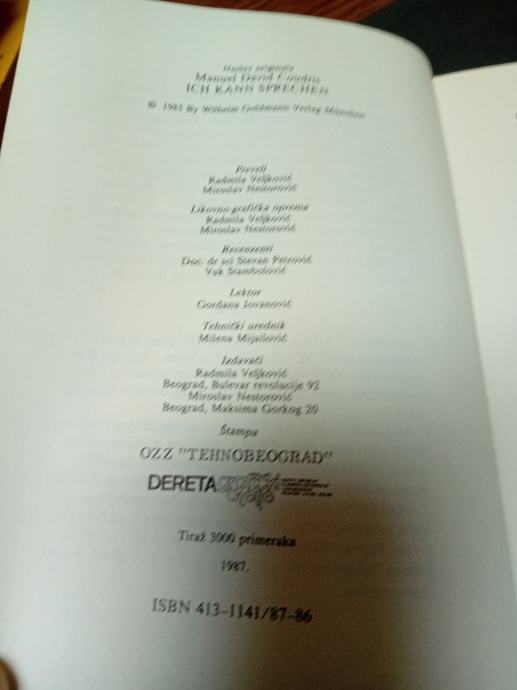 Naslov originala
Manuel David Coudris
ICH KANN SPRECHEN
© 1985 By Wilhelm Goldmann Verlag München
Preveli
Radmila Veljković
Miroslav Nestorović
Likovno-grafička oprema
Radmila Veljković
Miroslav Nestorović
Recenzenti
Doc. dr sci Stevan Petrović
Vuk Stambolović
Lektor
Gordana Jovanović
Tehnički urednik
Milena Mijailović
Izdavači
Radmila Veljković
Beograd, Bulevar revolucije 92
Miroslav Nestorović
Beograd, Maksima Gorkog 20
Štampa
OZZ "TEHNOBEOGRAD"
DERETA
Tiraž 3000 primeraka
1987.
ISBN 413-1141/87-86